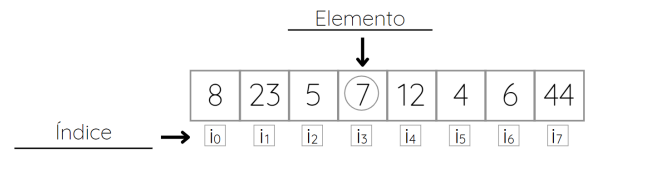 Elemento
8 23 5 7 12 4 6 44
Índice
i0 i1 i2 i3 i4 i5 i6 i7